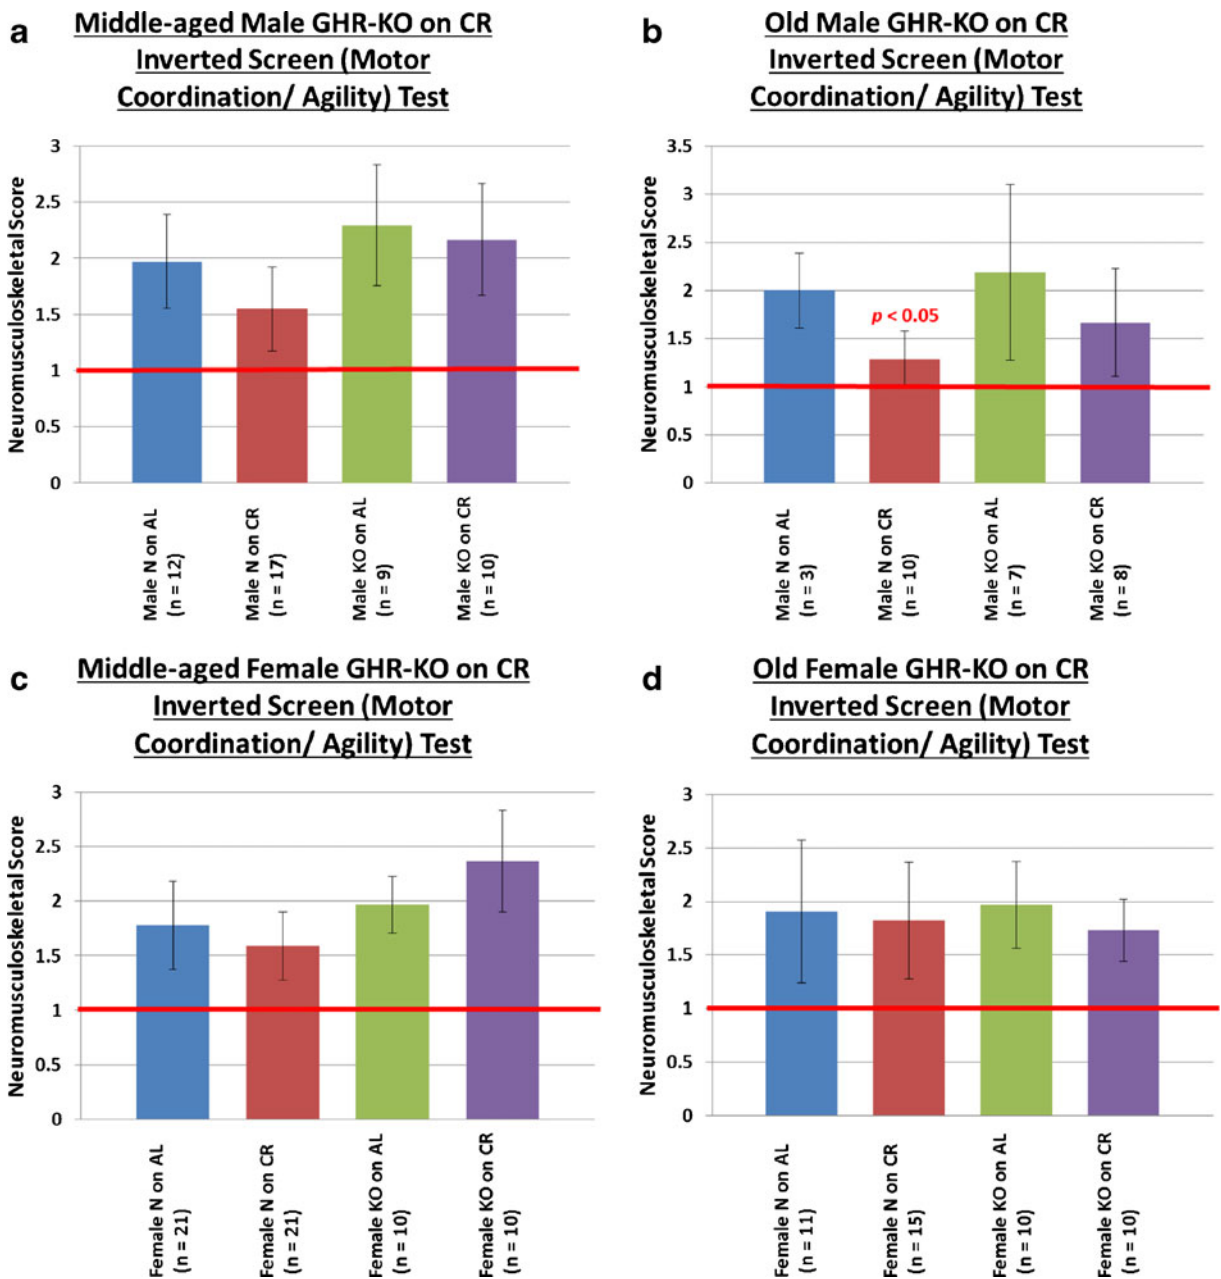 a
Middle-aged Male GHR-KO on CR
Inverted Screen (Motor
Coordination/ Agility) Test
Neuromusculoskeletal Score
3
2.5
2
1.5
1
0.5
0
Male N on AL
(n = 12)
Male N on CR
(n = 17)
Male KO on AL
(n = 9)
Male KO on CR
(n = 10)
b
Old Male GHR-KO on CR
Inverted Screen (Motor
Coordination/ Agility) Test
Neuromusculoskeletal Score
3.5
3
2.5
2
1.5
1
0.5
0
p < 0.05
Male N on AL
(n = 3)
Male N on CR
(n = 10)
Male KO on AL
(n = 7)
Male KO on CR
(n = 8)
c
Middle-aged Female GHR-KO on CR
Inverted Screen (Motor
Coordination/ Agility) Test
Neuromusculoskeletal Score
3
2.5
2
1.5
1
0.5
0
Female N on AL
(n = 21)
Female N on CR
(n = 21)
Female KO on AL
(n = 10)
Female KO on CR
(n = 10)
d
Old Female GHR-KO on CR
Inverted Screen (Motor
Coordination/ Agility) Test
Neuromusculoskeletal Score
3
2.5
2
1.5
1
0.5
0
Female N on AL
(n = 11)
Female N on CR
(n = 15)
Female KO on AL
(n = 10)
Female KO on CR
(n = 10)